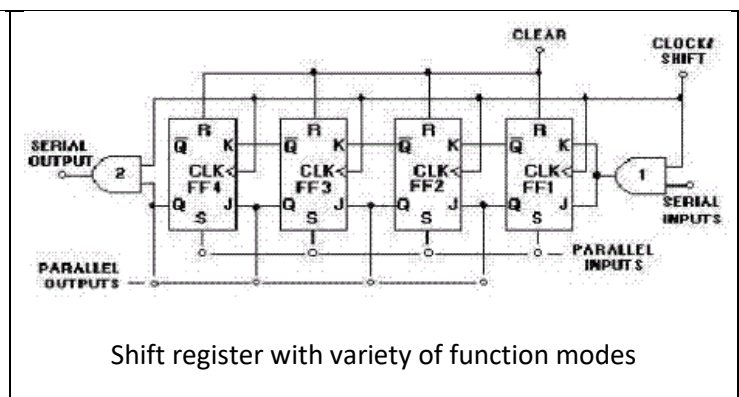 CLEAR
CLOCK/
SHIFT
R R R R
Q̅ K Q̅ K Q̅ K Q̅ K
SERIAL
OUTPUT
2 CLK CLK CLK CLK 1
FF4 FF3 FF2 FF1
SERIAL
INPUTS
Q J Q J Q J Q J
S S S S
PARALLEL
INPUTS
PARALLEL
OUTPUTS
Shift register with variety of function modes